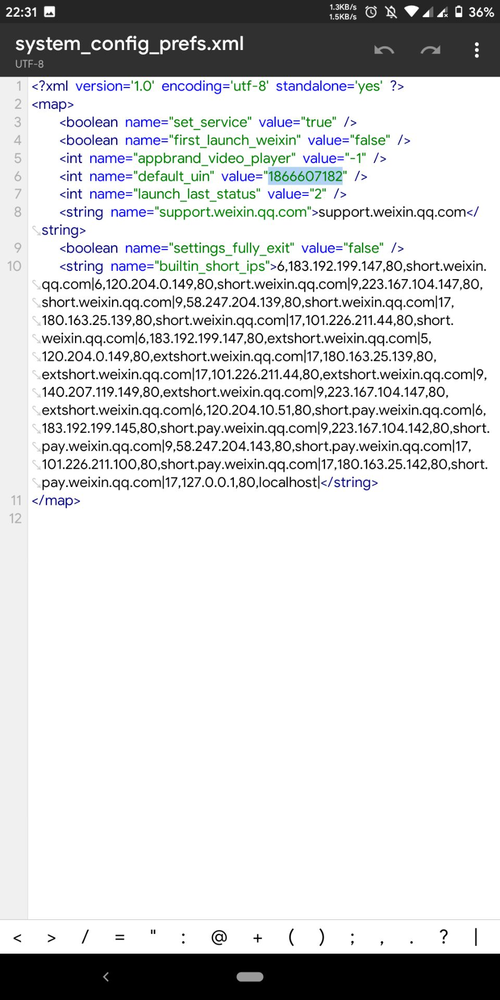 22:31 1.3KB/s 36%
1.5KB/s
system_config_prefs.xml
UTF-8
1 <?xml version='1.0' encoding='utf-8' standalone='yes' ?>
2 <map>
3 <boolean name="set_service" value="true" />
4 <boolean name="first_launch_weixin" value="false" />
5 <int name="appbrand_video_player" value="-1" />
6 <int name="default_uin" value="1866607182" />
7 <int name="launch_last_status" value="2" />
8 <string name="support.weixin.qq.com">support.weixin.qq.com</
string>
9 <boolean name="settings_fully_exit" value="false" />
10 <string name="builtin_short_ips">6,183.192.199.147,80,short.weixin.
qq.com|6,120.204.0.149,80,short.weixin.qq.com|9,223.167.104.147,80,
short.weixin.qq.com|9,58.247.204.139,80,short.weixin.qq.com|17,
180.163.25.139,80,short.weixin.qq.com|17,101.226.211.44,80,short.
weixin.qq.com|6,183.192.199.147,80,extshort.weixin.qq.com|5,
120.204.0.149,80,extshort.weixin.qq.com|17,180.163.25.139,80,
extshort.weixin.qq.com|17,101.226.211.44,80,extshort.weixin.qq.com|9,
140.207.119.149,80,extshort.weixin.qq.com|9,223.167.104.147,80,
extshort.weixin.qq.com|6,120.204.10.51,80,short.pay.weixin.qq.com|6,
183.192.199.145,80,short.pay.weixin.qq.com|9,223.167.104.142,80,short.
pay.weixin.qq.com|9,58.247.204.143,80,short.pay.weixin.qq.com|17,
101.226.211.100,80,short.pay.weixin.qq.com|17,180.163.25.142,80,short.
pay.weixin.qq.com|17,127.0.0.1,80,localhost|</string>
11 </map>
12
< > / = " : @ + ( ) ; , . ? |